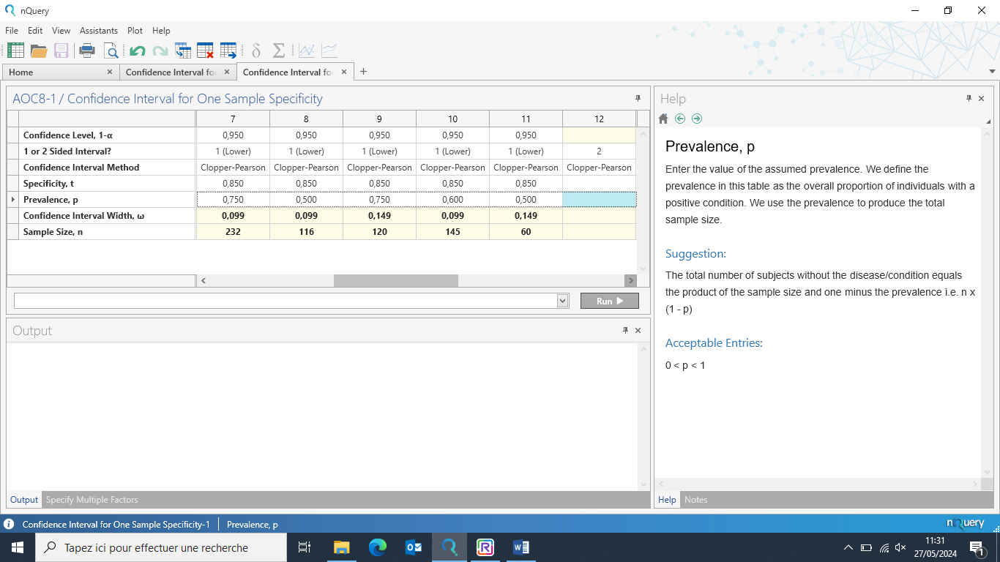 nQuery
File Edit View Assistants Plot Help
Home × Confidence Interval fo × Confidence Interval fo × +
AOC8-1 / Confidence Interval for One Sample Specificity
7 8 9 10 11 12
Confidence Level, 1-α 0,950 0,950 0,950 0,950 0,950
1 or 2 Sided Interval? 1 (Lower) 1 (Lower) 1 (Lower) 1 (Lower) 1 (Lower) 2
Confidence Interval Method Clopper-Pearson Clopper-Pearson Clopper-Pearson Clopper-Pearson Clopper-Pearson Clopper-Pearson
Specificity, t 0,850 0,850 0,850 0,850 0,850
Prevalence, p 0,750 0,500 0,750 0,600 0,500
Confidence Interval Width, ω 0,099 0,099 0,149 0,099 0,149
Sample Size, n 232 116 120 145 60
Run
Output
Output Specify Multiple Factors
Help
Prevalence, p
Enter the value of the assumed prevalence. We define the
prevalence in this table as the overall proportion of individuals with a
positive condition. We use the prevalence to produce the total
sample size.
Suggestion:
The total number of subjects without the disease/condition equals
the product of the sample size and one minus the prevalence i.e. n x
(1 - p)
Acceptable Entries:
0 < p < 1
Help Notes
Confidence Interval for One Sample Specificity-1 Prevalence, p
nQuery
Tapez ici pour effectuer une recherche
11:31
27/05/2024
1